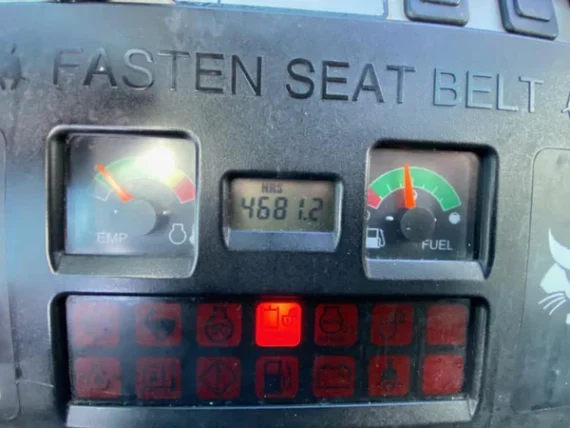 FASTEN SEAT BELT
HRS
4681.2
EMP
FUEL